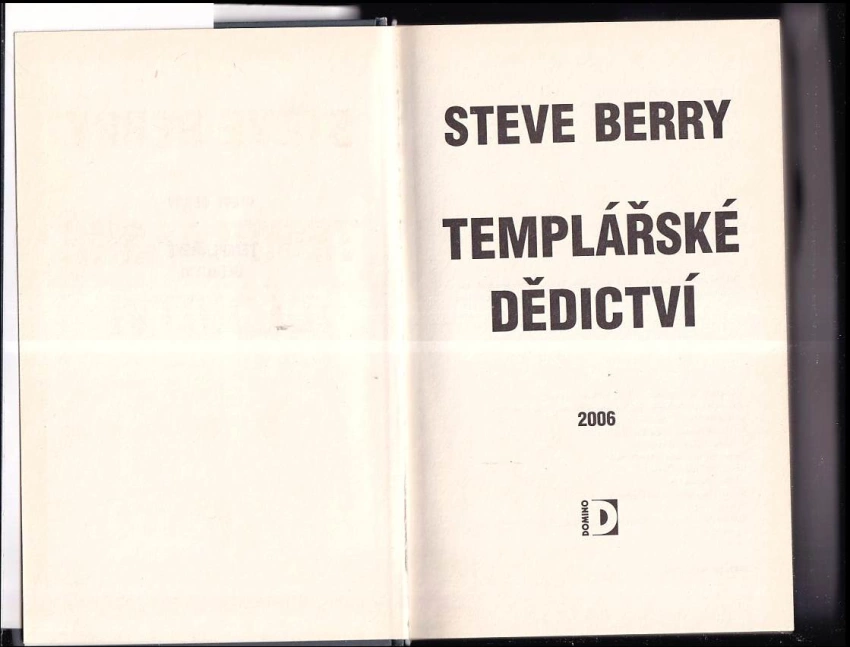 STEVE BERRY
TEMPLÁŘSKÉ
DĚDICTVÍ
2006
DOMINO
D